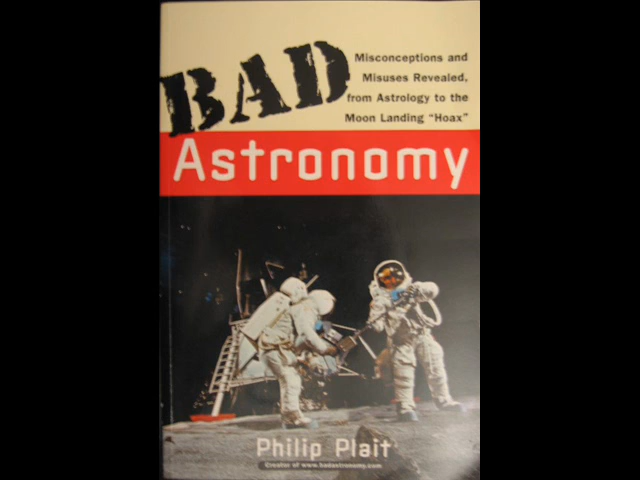 BAD
Misconceptions and
Misuses Revealed,
from Astrology to the
Moon Landing "Hoax"
Astronomy
Philip Plait
Creator of www.badastronomy.com